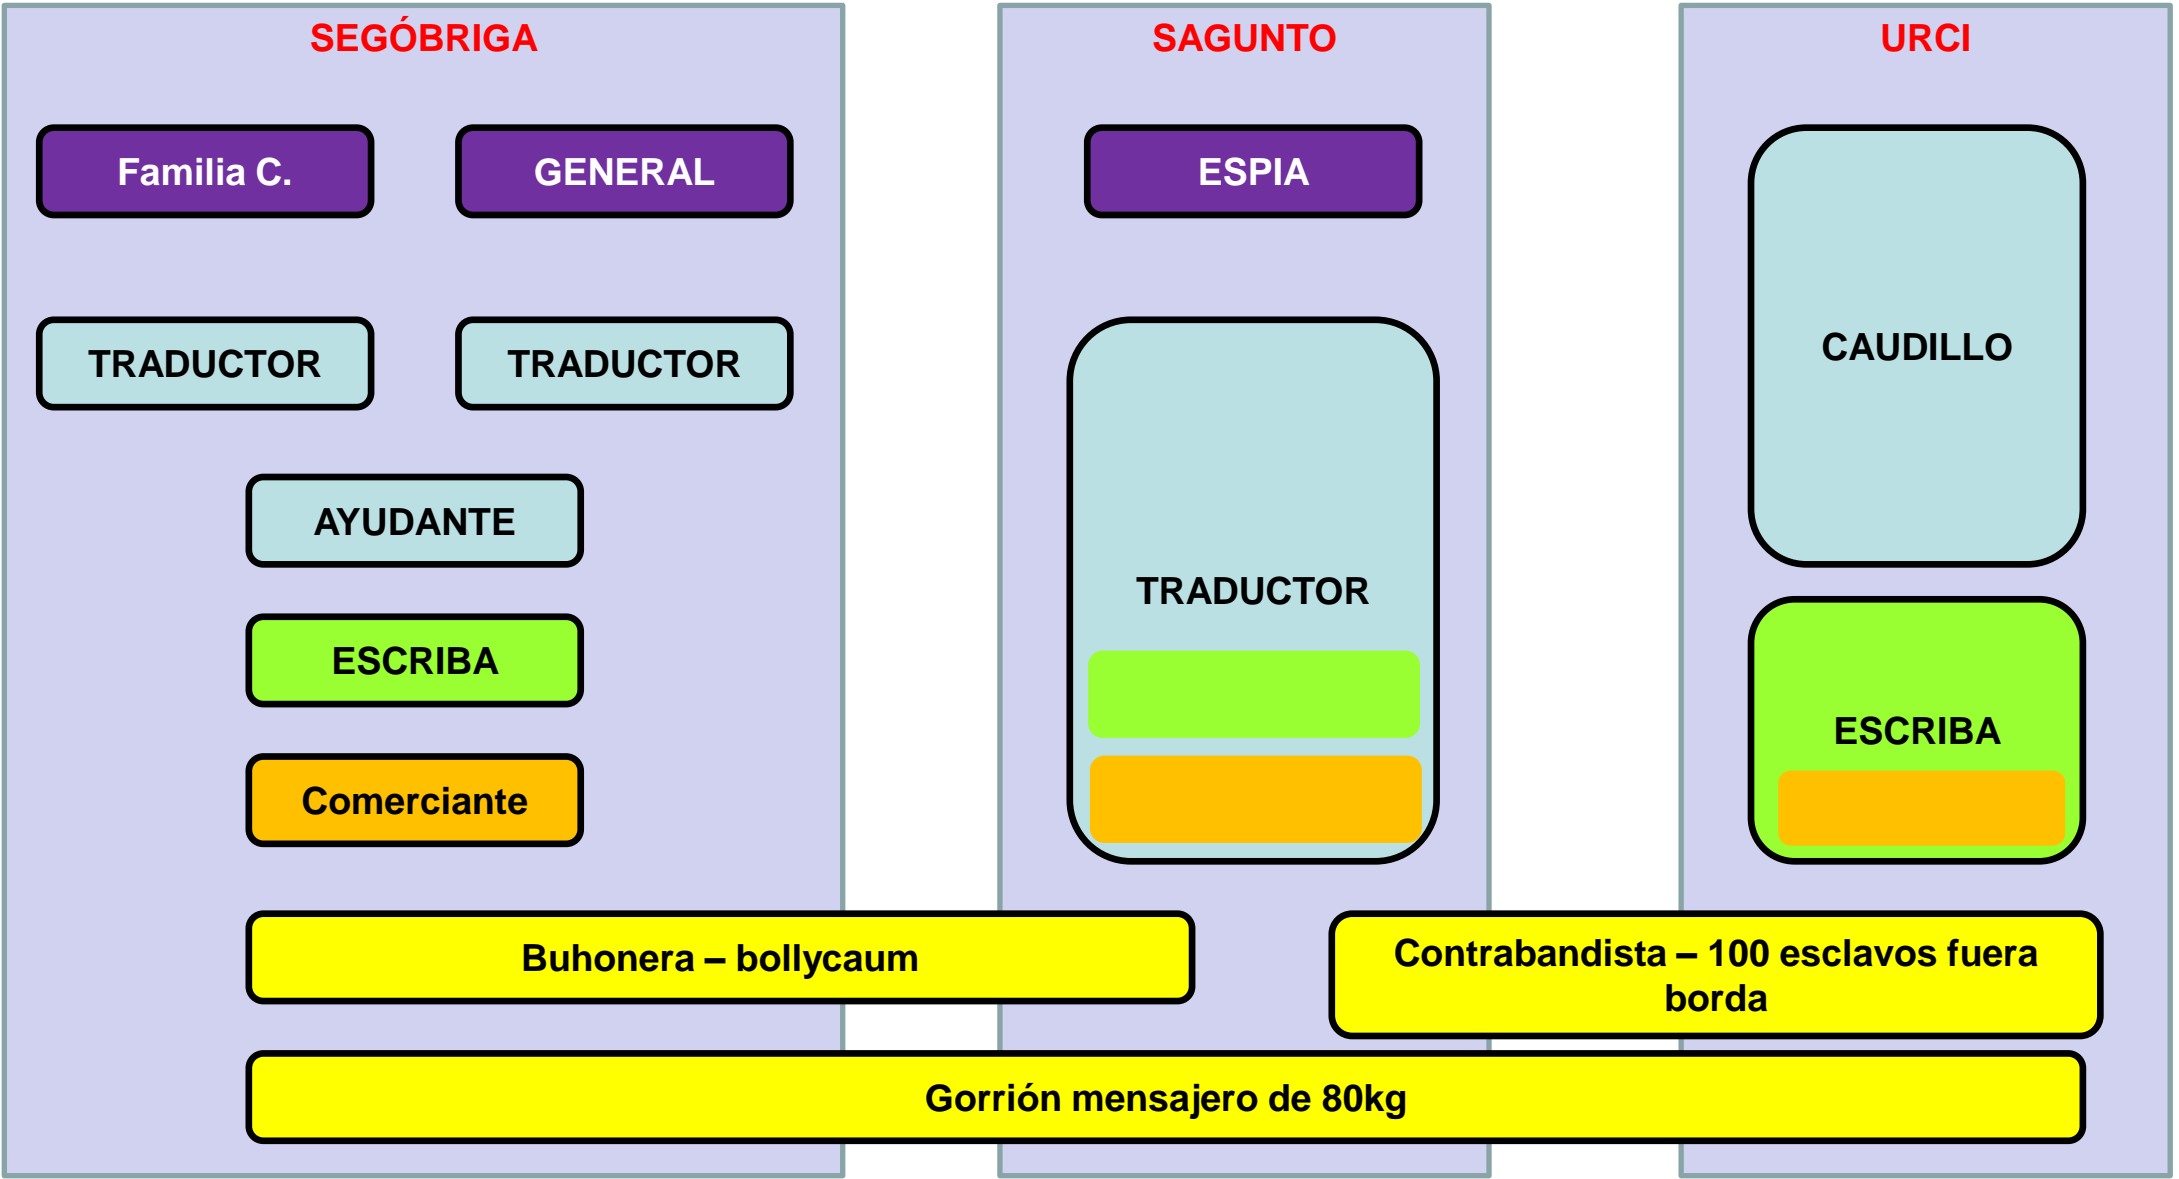 SEGÓBRIGA
SAGUNTO
URCI
Familia C.
GENERAL
ESPIA
TRADUCTOR
TRADUCTOR
CAUDILLO
AYUDANTE
TRADUCTOR
ESCRIBA
ESCRIBA
Comerciante
Buhonera – bollycaum
Contrabandista – 100 esclavos fuera
borda
Gorrión mensajero de 80kg